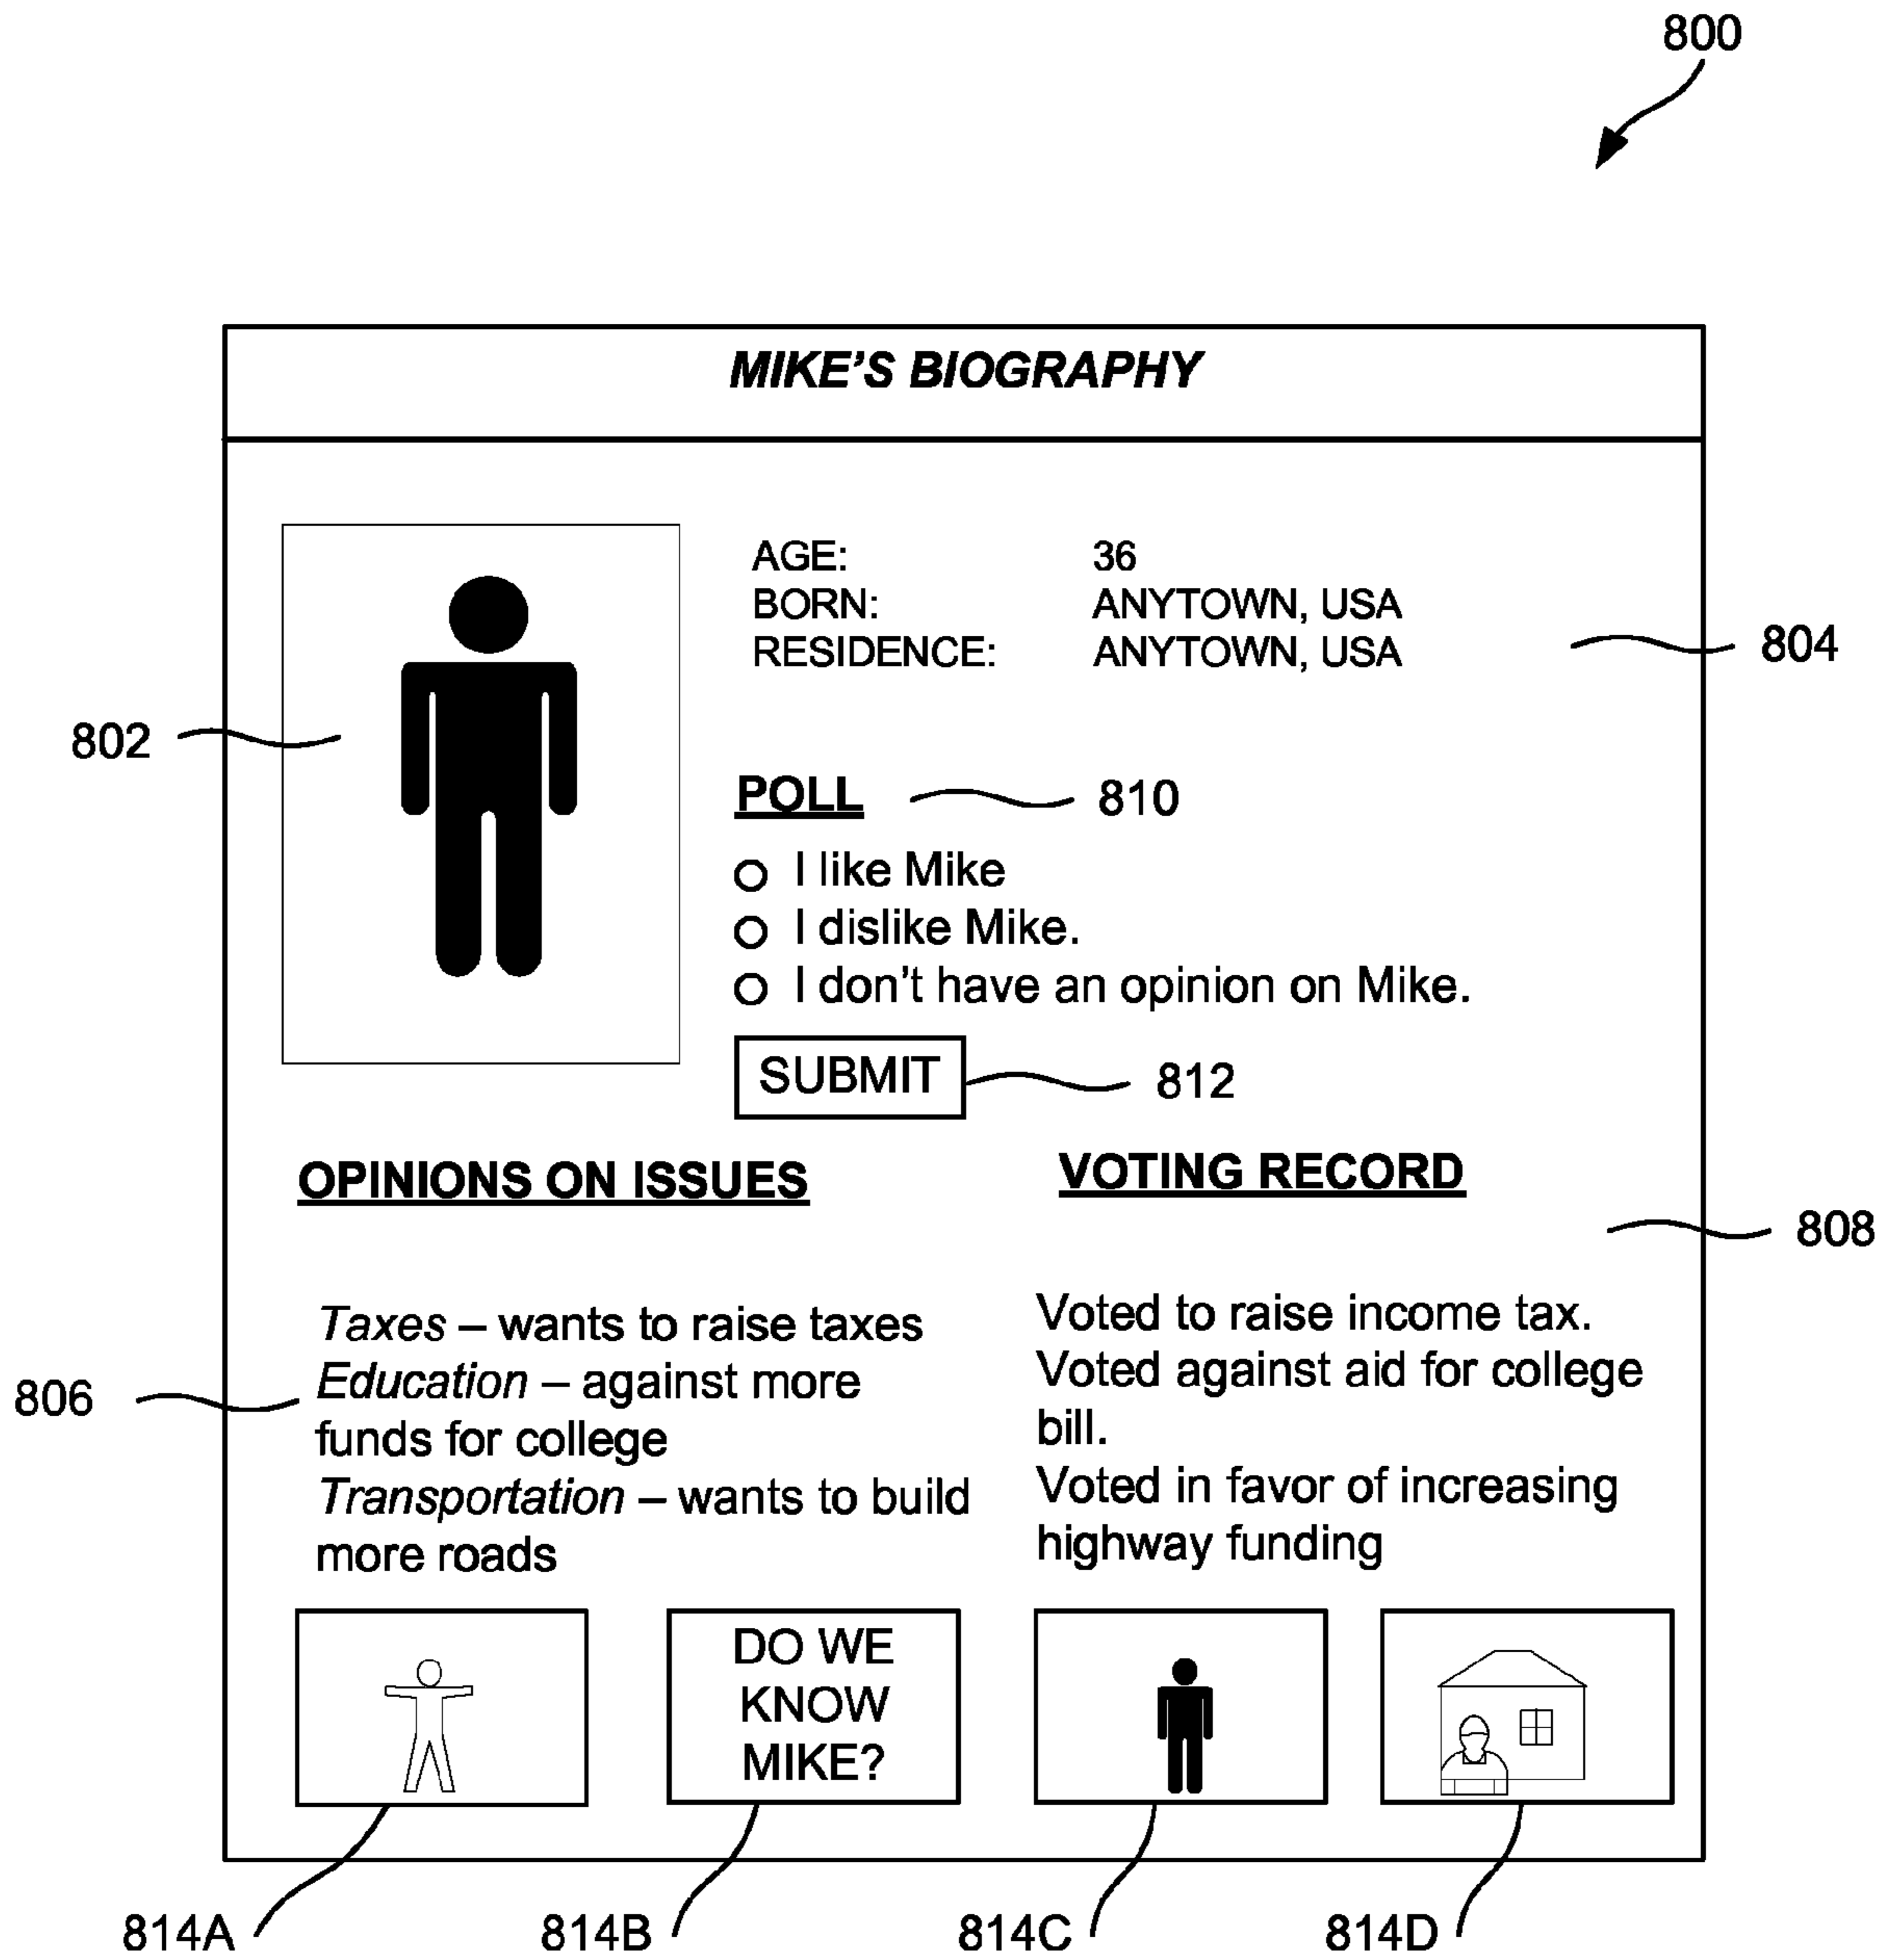 800
MIKE'S BIOGRAPHY
AGE: 36
BORN: ANYTOWN, USA
RESIDENCE: ANYTOWN, USA
804
802
POLL
810
I like Mike
I dislike Mike.
I don't have an opinion on Mike.
SUBMIT
812
OPINIONS ON ISSUES
VOTING RECORD
808
Taxes – wants to raise taxes
Education – against more
funds for college
Transportation – wants to build
more roads
806
Voted to raise income tax.
Voted against aid for college
bill.
Voted in favor of increasing
highway funding
DO WE
KNOW
MIKE?
814A
814B
814C
814D